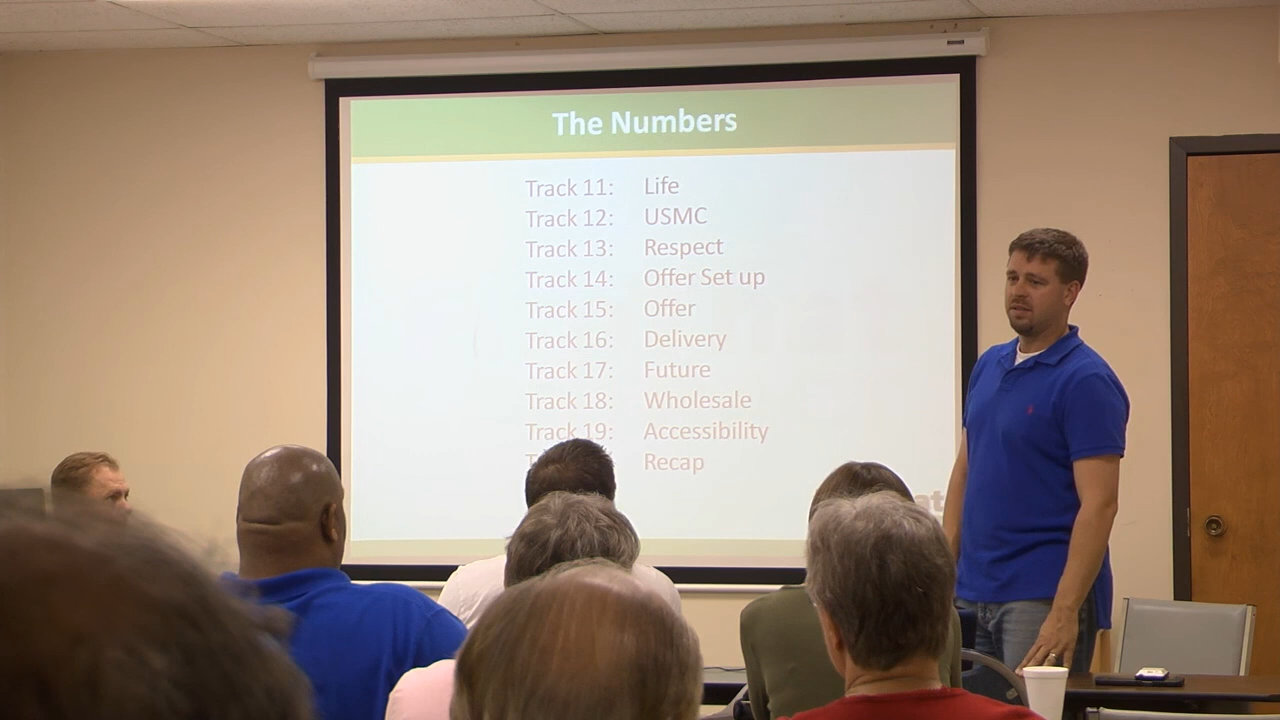 The Numbers
Track 11: Life
Track 12: USMC
Track 13: Respect
Track 14: Offer Set up
Track 15: Offer
Track 16: Delivery
Track 17: Future
Track 18: Wholesale
Track 19: Accessibility
Recap